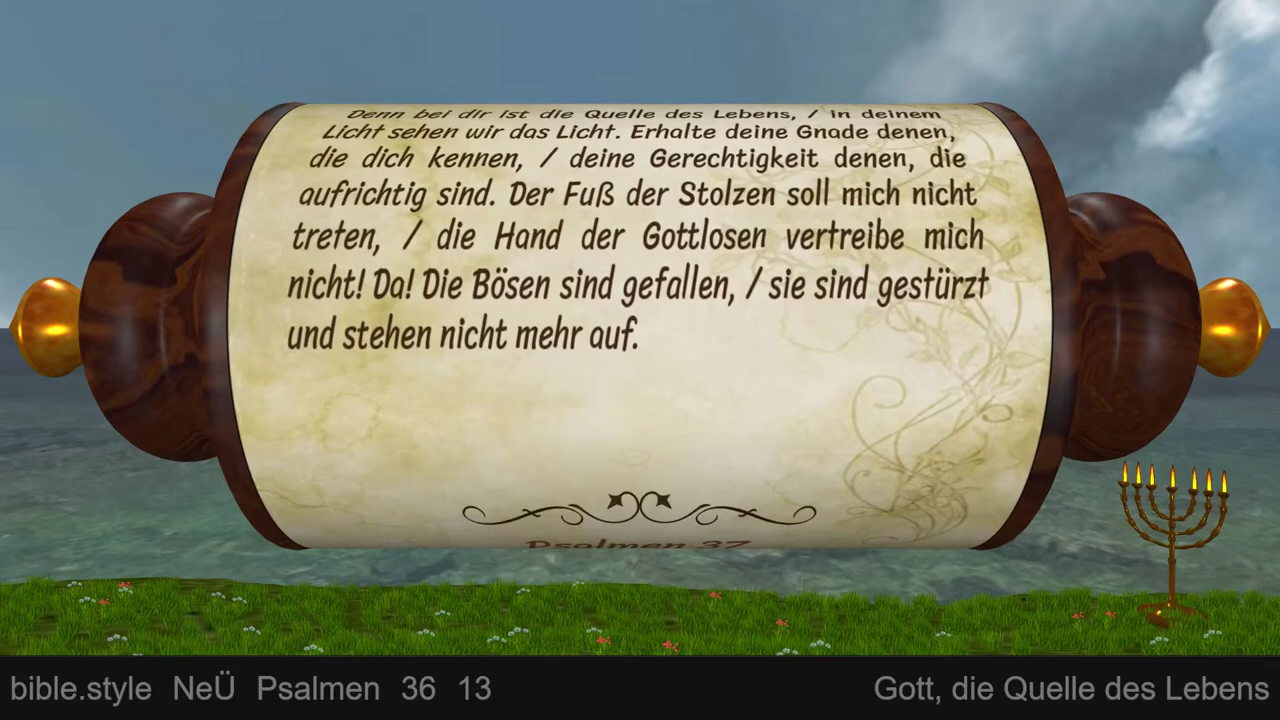 Denn bei dir ist die Quelle des Lebens, / in deinem
Licht sehen wir das Licht. Erhalte deine Gnade denen,
die dich kennen, / deine Gerechtigkeit denen, die
aufrichtig sind. Der Fuß der Stolzen soll mich nicht
treten, / die Hand der Gottlosen vertreibe mich
nicht! Da! Die Bösen sind gefallen, / sie sind gestürzt
und stehen nicht mehr auf.
Psalmen 37
bible.style NeÜ Psalmen 36 13
Gott, die Quelle des Lebens